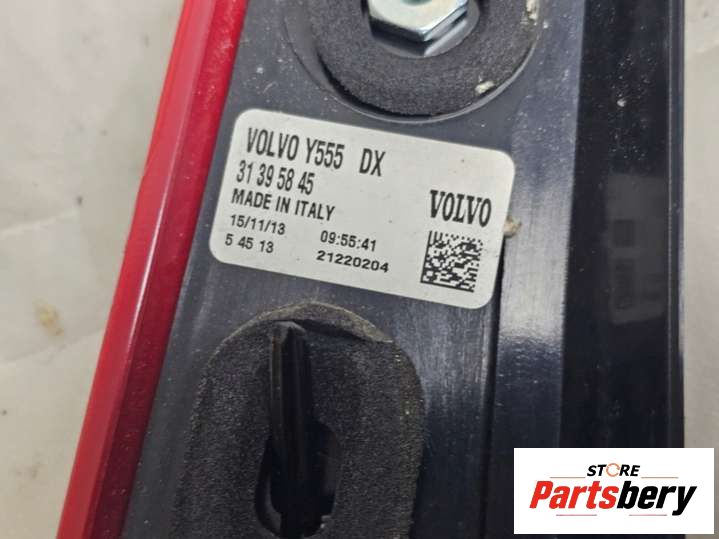 VOLVO Y555 DX
31 39 58 45
MADE IN ITALY
VOLVO
15/11/13 09:55:41
5 45 13 21220204
STORE
Partsbery